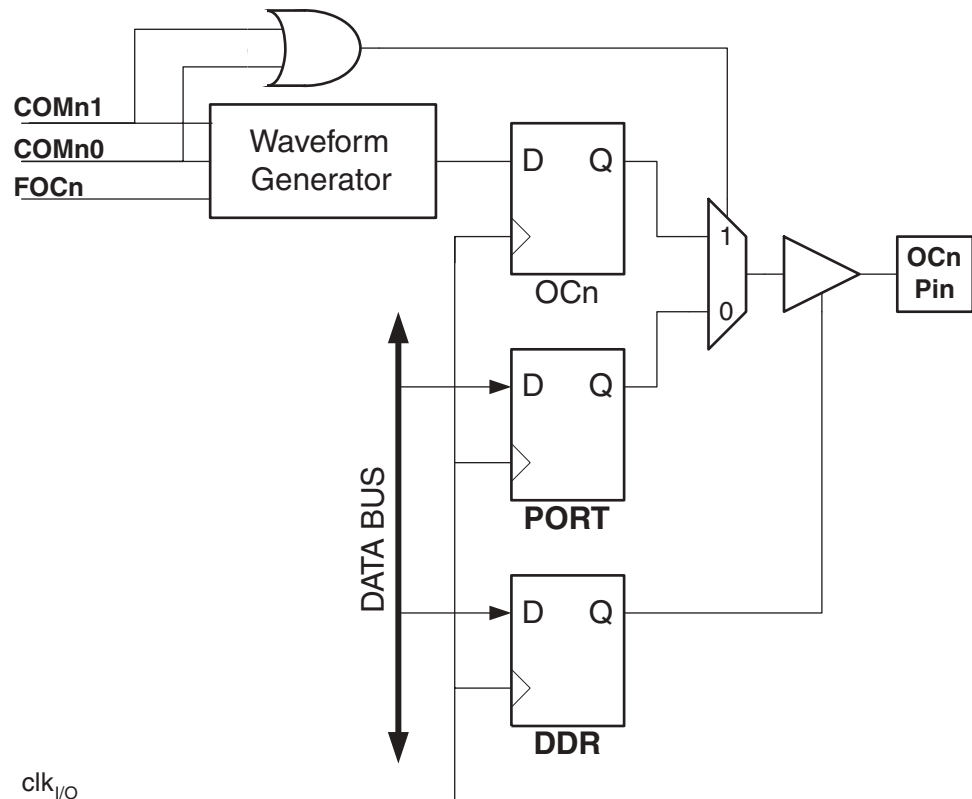 COMn1
COMn0
FOCn
Waveform
Generator
D Q
OCn
1
0
OCn
Pin
D Q
PORT
DATA BUS
D Q
DDR
clkI/O